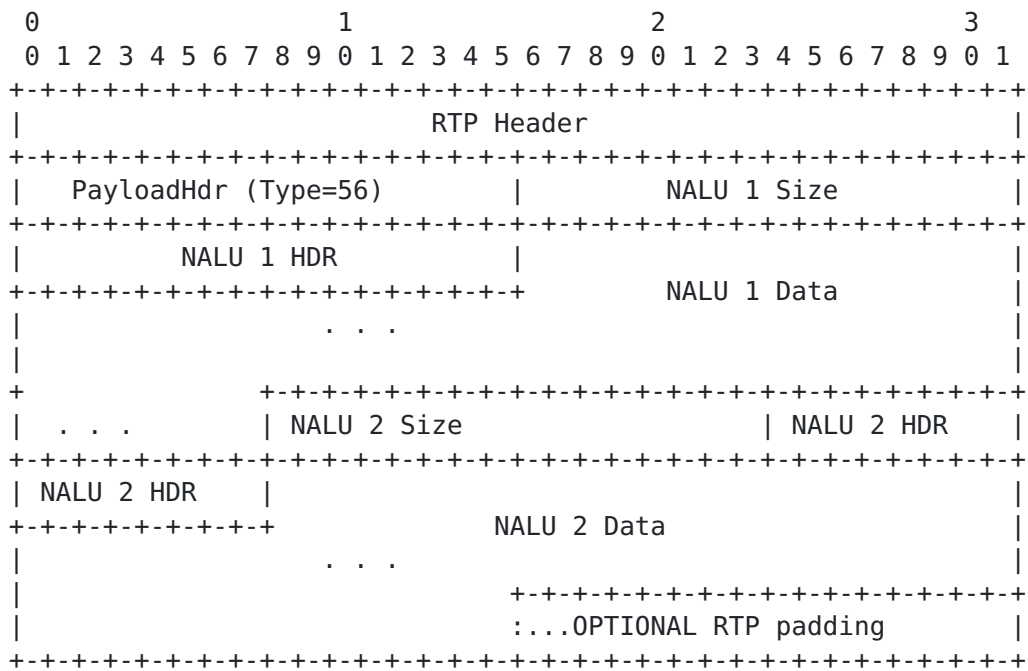 0                   1                   2                   3
 0 1 2 3 4 5 6 7 8 9 0 1 2 3 4 5 6 7 8 9 0 1 2 3 4 5 6 7 8 9 0 1
+-+-+-+-+-+-+-+-+-+-+-+-+-+-+-+-+-+-+-+-+-+-+-+-+-+-+-+-+-+-+-+-+
|                          RTP Header                           |
+-+-+-+-+-+-+-+-+-+-+-+-+-+-+-+-+-+-+-+-+-+-+-+-+-+-+-+-+-+-+-+-+
|   PayloadHdr (Type=56)        |         NALU 1 Size           |
+-+-+-+-+-+-+-+-+-+-+-+-+-+-+-+-+-+-+-+-+-+-+-+-+-+-+-+-+-+-+-+-+
|          NALU 1 HDR           |                               |
+-+-+-+-+-+-+-+-+-+-+-+-+-+-+-+-+         NALU 1 Data           |
|                   . . .                                       |
|                                                               |
+               +-+-+-+-+-+-+-+-+-+-+-+-+-+-+-+-+-+-+-+-+-+-+-+-+
|  . . .        | NALU 2 Size                   | NALU 2 HDR    |
+-+-+-+-+-+-+-+-+-+-+-+-+-+-+-+-+-+-+-+-+-+-+-+-+-+-+-+-+-+-+-+-+
| NALU 2 HDR    |                                               |
+-+-+-+-+-+-+-+-+              NALU 2 Data                      |
|                   . . .                                       |
|                               +-+-+-+-+-+-+-+-+-+-+-+-+-+-+-+-+
|                               :...OPTIONAL RTP padding        |
+-+-+-+-+-+-+-+-+-+-+-+-+-+-+-+-+-+-+-+-+-+-+-+-+-+-+-+-+-+-+-+-+